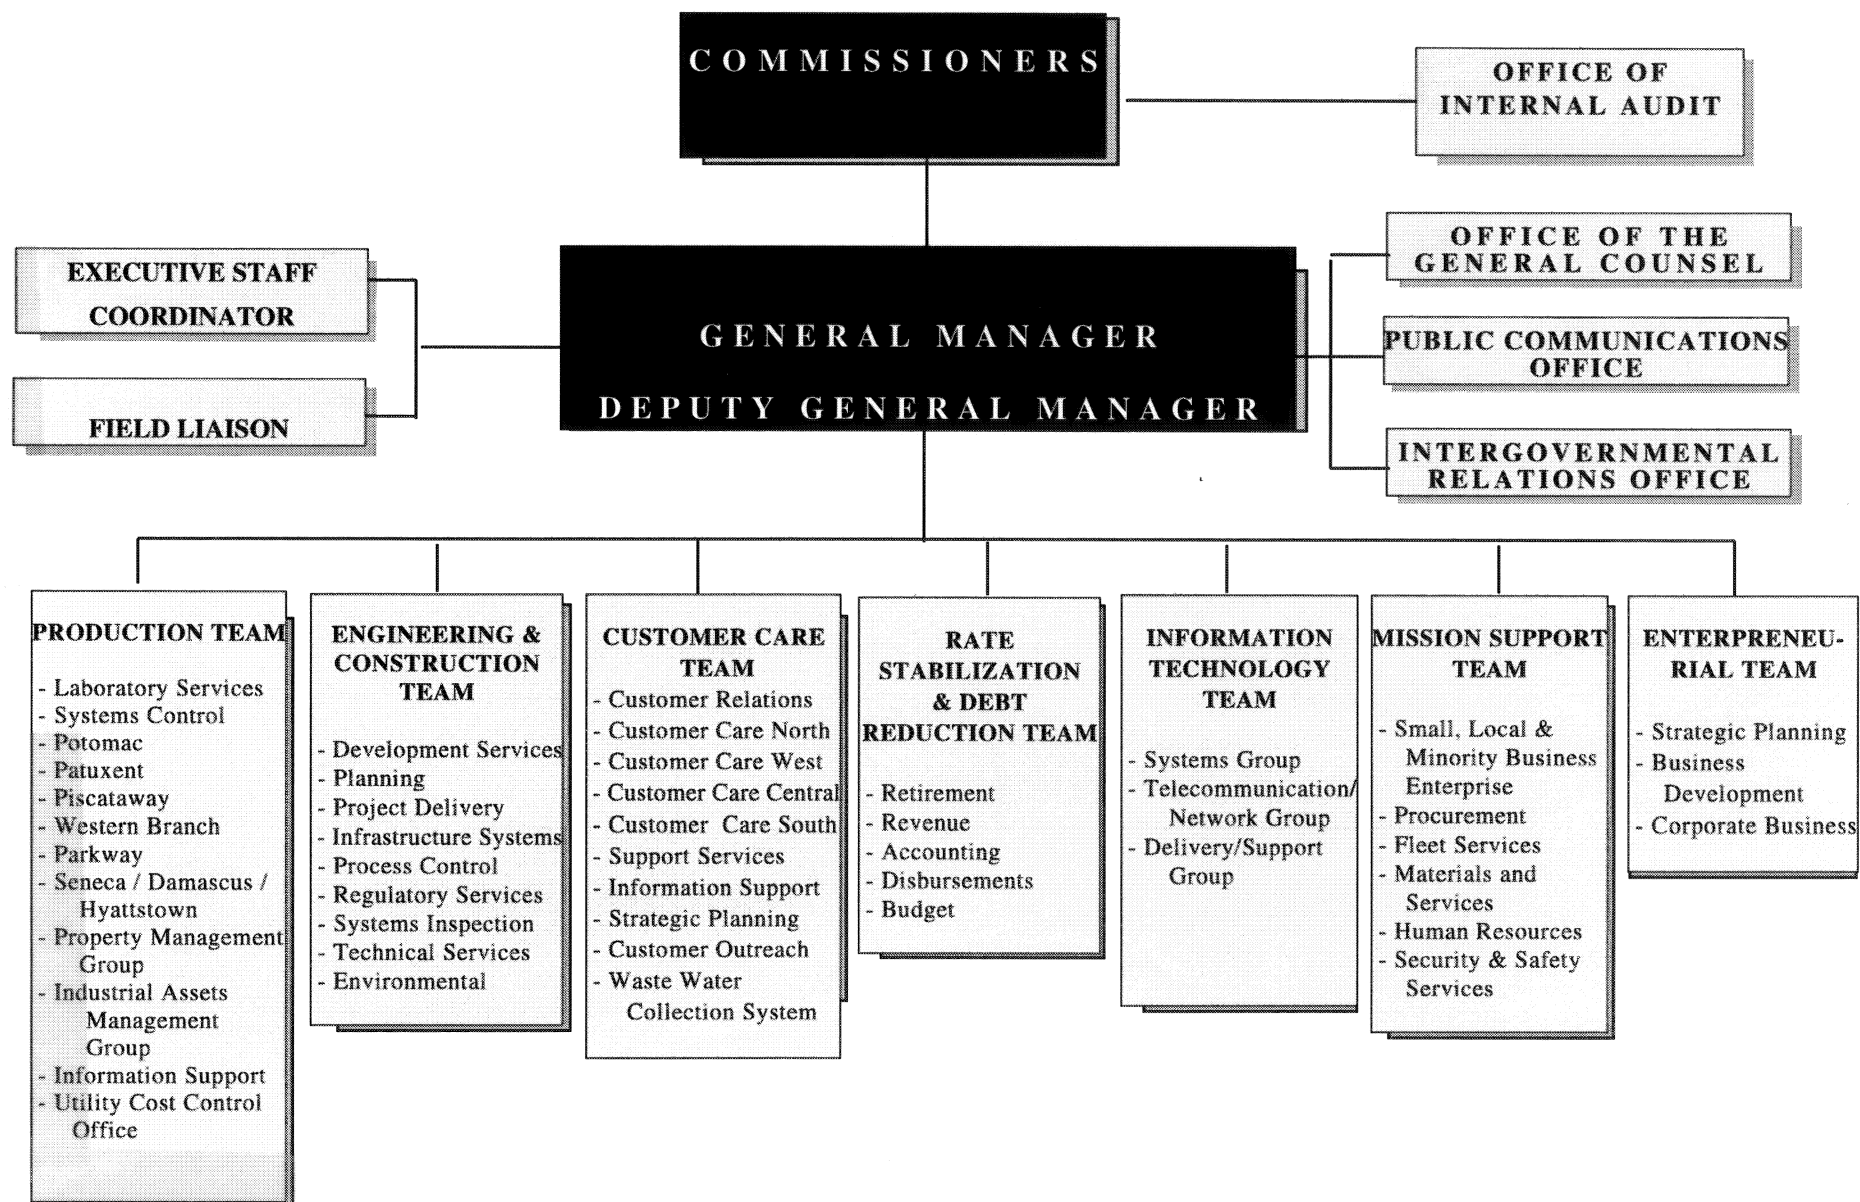 COMMISSIONERS
OFFICE OF
INTERNAL AUDIT
EXECUTIVE STAFF
COORDINATOR
FIELD LIAISON
GENERAL MANAGER
DEPUTY GENERAL MANAGER
OFFICE OF THE
GENERAL COUNSEL
PUBLIC COMMUNICATIONS
OFFICE
INTERGOVERNMENTAL
RELATIONS OFFICE
PRODUCTION TEAM
- Laboratory Services
- Systems Control
- Potomac
- Patuxent
- Piscataway
- Western Branch
- Parkway
- Seneca / Damascus /
Hyattstown
- Property Management
Group
- Industrial Assets
Management
Group
- Information Support
- Utility Cost Control
Office
ENGINEERING &
CONSTRUCTION
TEAM
- Development Services
- Planning
- Project Delivery
- Infrastructure Systems
- Process Control
- Regulatory Services
- Systems Inspection
- Technical Services
- Environmental
CUSTOMER CARE
TEAM
- Customer Relations
- Customer Care North
- Customer Care West
- Customer Care Central
- Customer Care South
- Support Services
- Information Support
- Strategic Planning
- Customer Outreach
- Waste Water
Collection System
RATE
STABILIZATION
& DEBT
REDUCTION TEAM
- Retirement
- Revenue
- Accounting
- Disbursements
- Budget
INFORMATION
TECHNOLOGY
TEAM
- Systems Group
- Telecommunication/
Network Group
- Delivery/Support
Group
MISSION SUPPORT
TEAM
- Small, Local &
Minority Business
Enterprise
- Procurement
- Fleet Services
- Materials and
Services
- Human Resources
- Security & Safety
Services
ENTERPRENEU-
RIAL TEAM
- Strategic Planning
- Business
Development
- Corporate Business